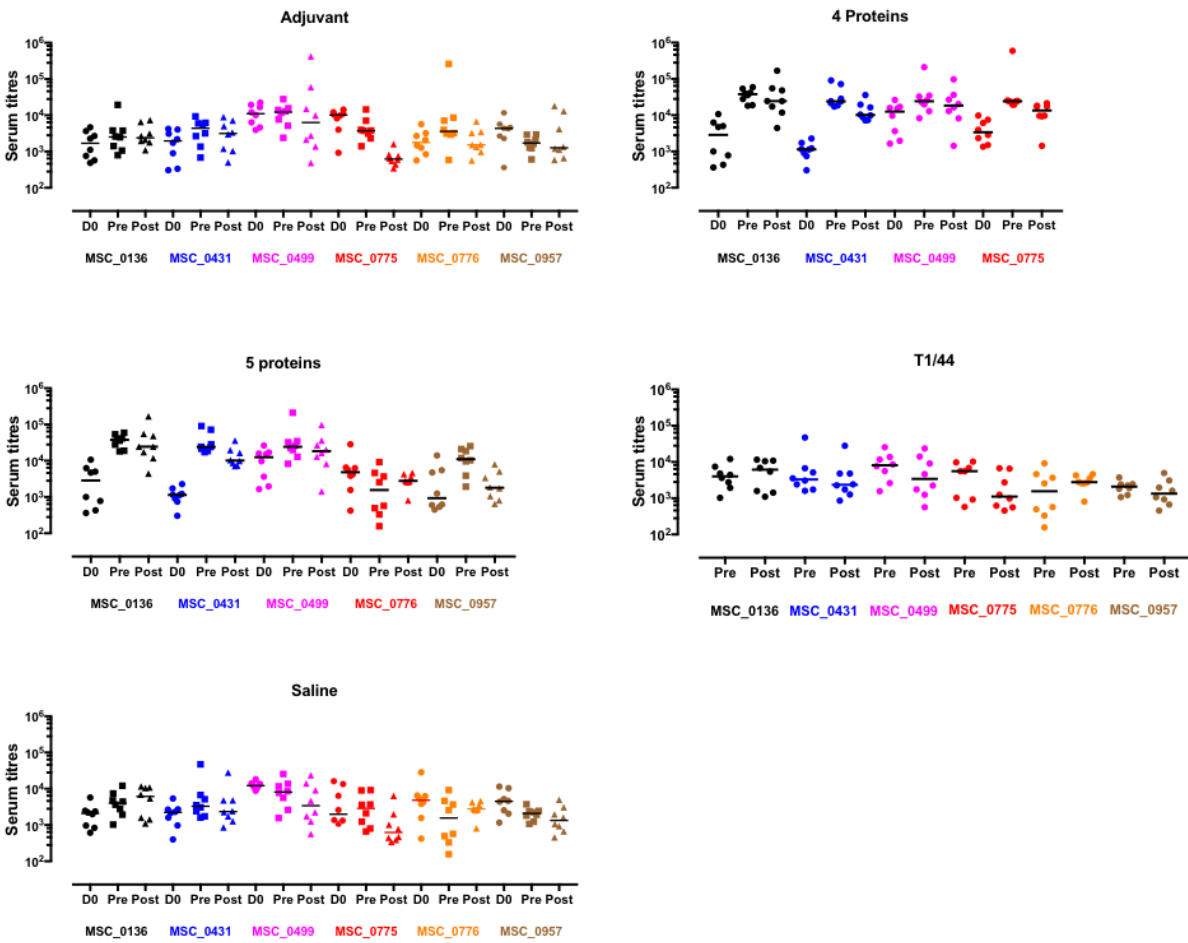 Adjuvant
Serum titres
10^6
10^5
10^4
10^3
10^2
D0 Pre Post D0 Pre Post D0 Pre Post D0 Pre Post D0 Pre Post D0 Pre Post
MSC_0136 MSC_0431 MSC_0499 MSC_0775 MSC_0776 MSC_0957
4 Proteins
Serum titres
10^6
10^5
10^4
10^3
10^2
D0 Pre Post D0 Pre Post D0 Pre Post D0 Pre Post
MSC_0136 MSC_0431 MSC_0499 MSC_0775
5 proteins
Serum titres
10^6
10^5
10^4
10^3
10^2
D0 Pre Post D0 Pre Post D0 Pre Post D0 Pre Post D0 Pre Post
MSC_0136 MSC_0431 MSC_0499 MSC_0776 MSC_0957
T1/44
Serum titres
10^6
10^5
10^4
10^3
10^2
Pre Post Pre Post Pre Post Pre Post Pre Post Pre Post
MSC_0136 MSC_0431 MSC_0499 MSC_0775 MSC_0776 MSC_0957
Saline
Serum titres
10^6
10^5
10^4
10^3
10^2
D0 Pre Post D0 Pre Post D0 Pre Post D0 Pre Post D0 Pre Post D0 Pre Post
MSC_0136 MSC_0431 MSC_0499 MSC_0775 MSC_0776 MSC_0957